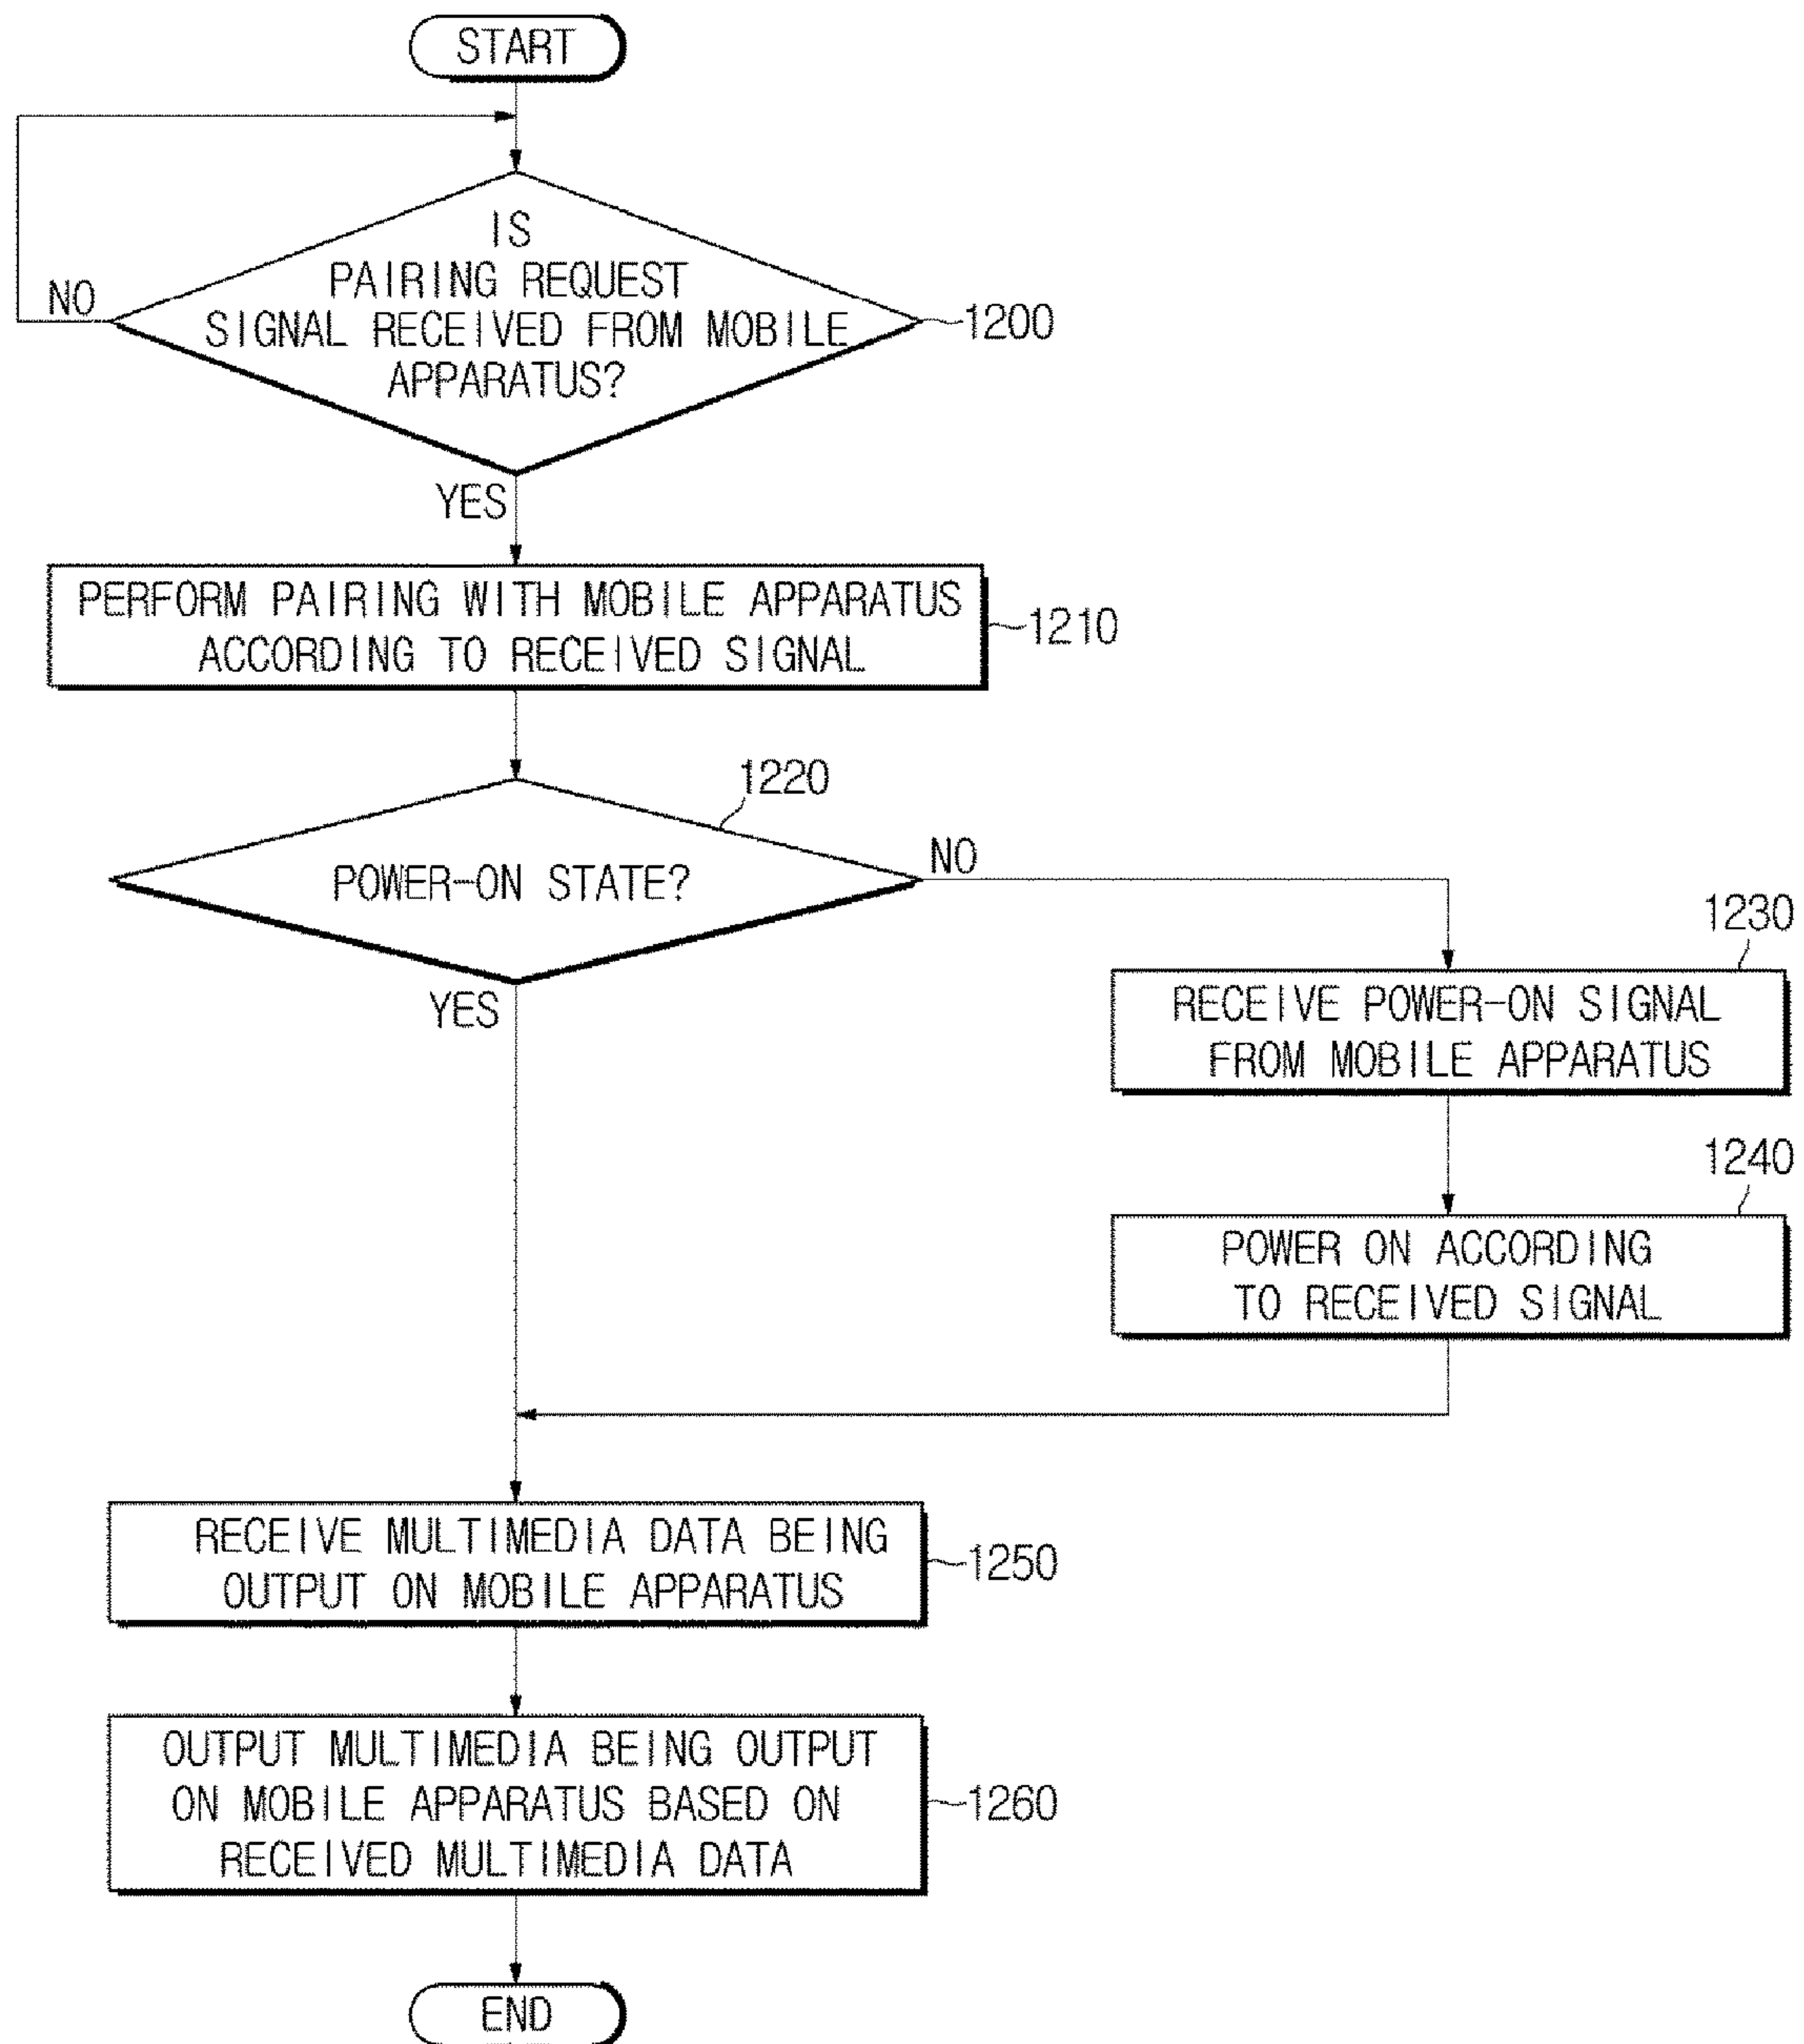 START
IS
PAIRING REQUEST
SIGNAL RECEIVED FROM MOBILE
APPARATUS?
NO
1200
YES
PERFORM PAIRING WITH MOBILE APPARATUS
ACCORDING TO RECEIVED SIGNAL
1210
1220
POWER-ON STATE?
NO
YES
1230
RECEIVE POWER-ON SIGNAL
FROM MOBILE APPARATUS
1240
POWER ON ACCORDING
TO RECEIVED SIGNAL
RECEIVE MULTIMEDIA DATA BEING
OUTPUT ON MOBILE APPARATUS
1250
OUTPUT MULTIMEDIA BEING OUTPUT
ON MOBILE APPARATUS BASED ON
RECEIVED MULTIMEDIA DATA
1260
END